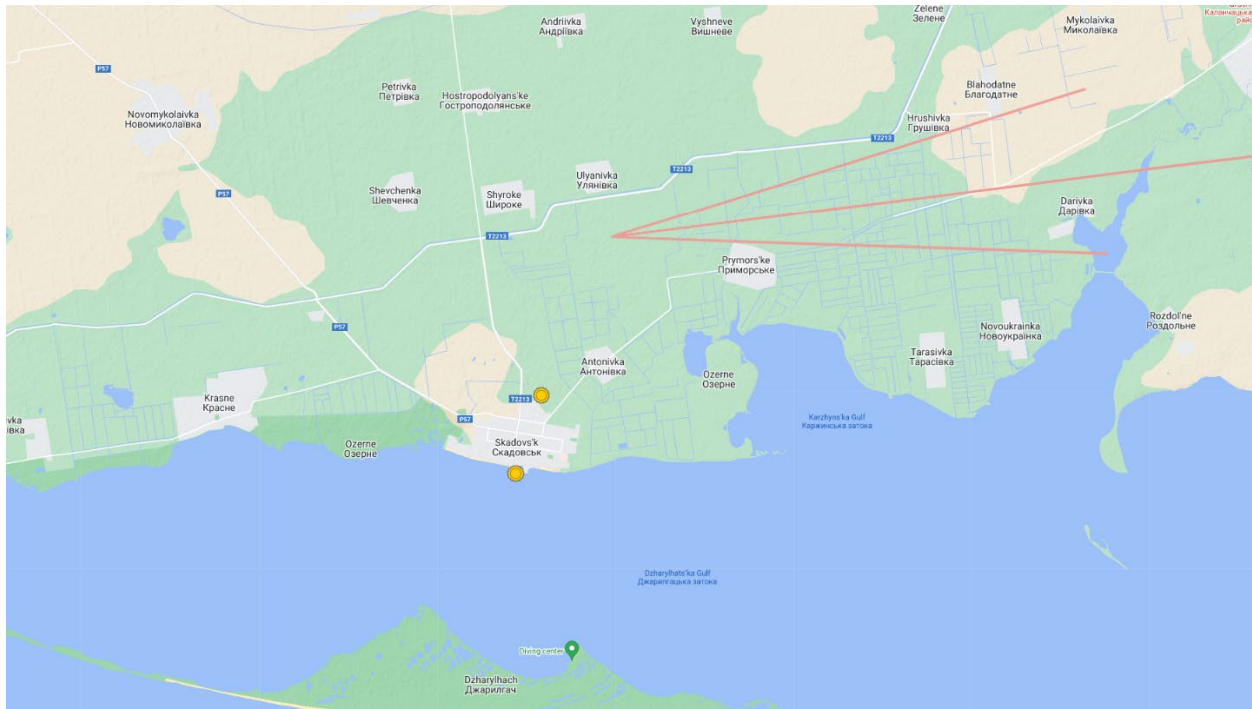 Andriivka
Андріївка
Vyshneve
Вишневе
Zelene
Зелене
Mykolaivka
Миколаївка
Каланчацьк
P57
Petrivka
Петрівка
Hostropodolyans'ke
Гостроподолянське
Blahodatne
Благодатне
Novomykolaivka
Новомиколаївка
Hrushivka
Грушівка
T2213
T2213
Ulyanivka
Улянівка
Shevchenka
Шевченка
Shyroke
Широке
P57
Darivka
Дарівка
T2213
Prymors'ke
Приморське
Rozdol'ne
Роздольне
P57
Novoukrainka
Новоукраїнка
Tarasivka
Тарасівка
Antonivka
Антонівка
Ozerne
Озерне
Krasne
Красне
T2213
Karzhyns'ka Gulf
Каржинська затока
P57
vka
івка
Ozerne
Озерне
Skadovs'k
Скадовськ
Dzharylhats'ka Gulf
Джарилгацька затока
Diving center
Dzharylhach
Джарилгач